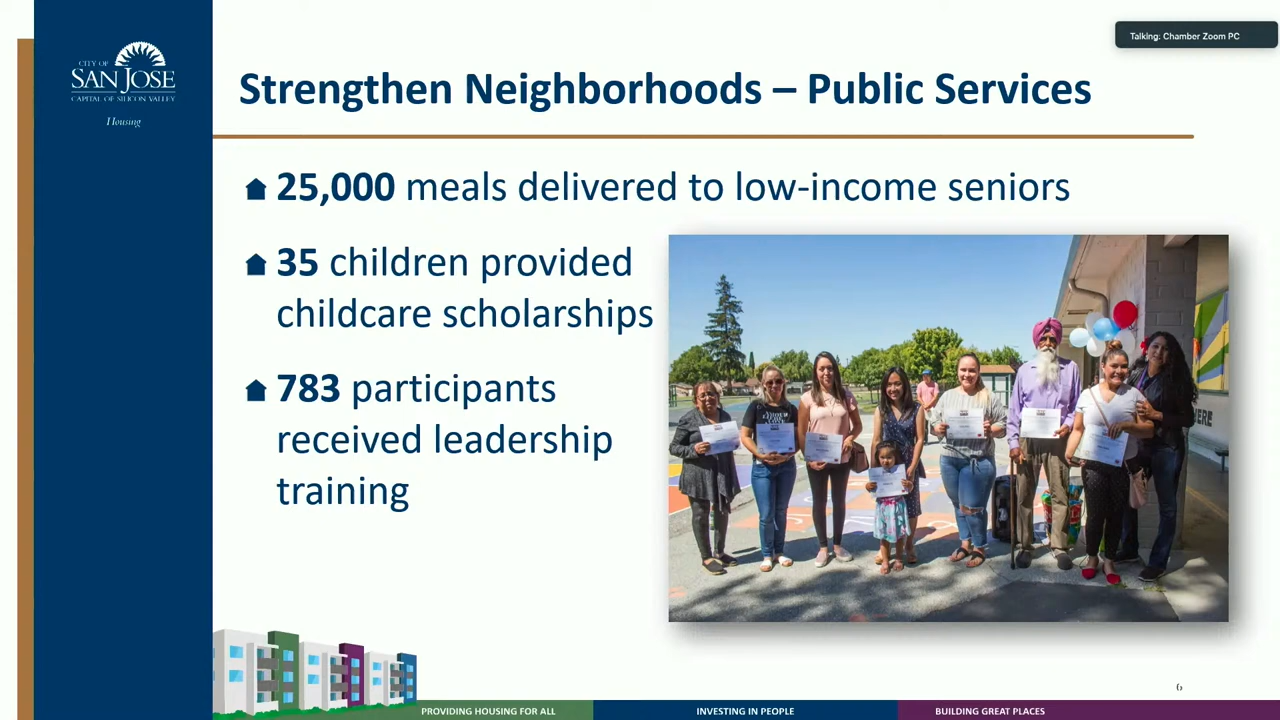 Talking: Chamber Zoom PC
CITY OF
SAN JOSE
CAPITAL OF SILICON VALLEY
Housing
Strengthen Neighborhoods – Public Services
25,000 meals delivered to low-income seniors
35 children provided
childcare scholarships
783 participants
received leadership
training
6
PROVIDING HOUSING FOR ALL
INVESTING IN PEOPLE
BUILDING GREAT PLACES